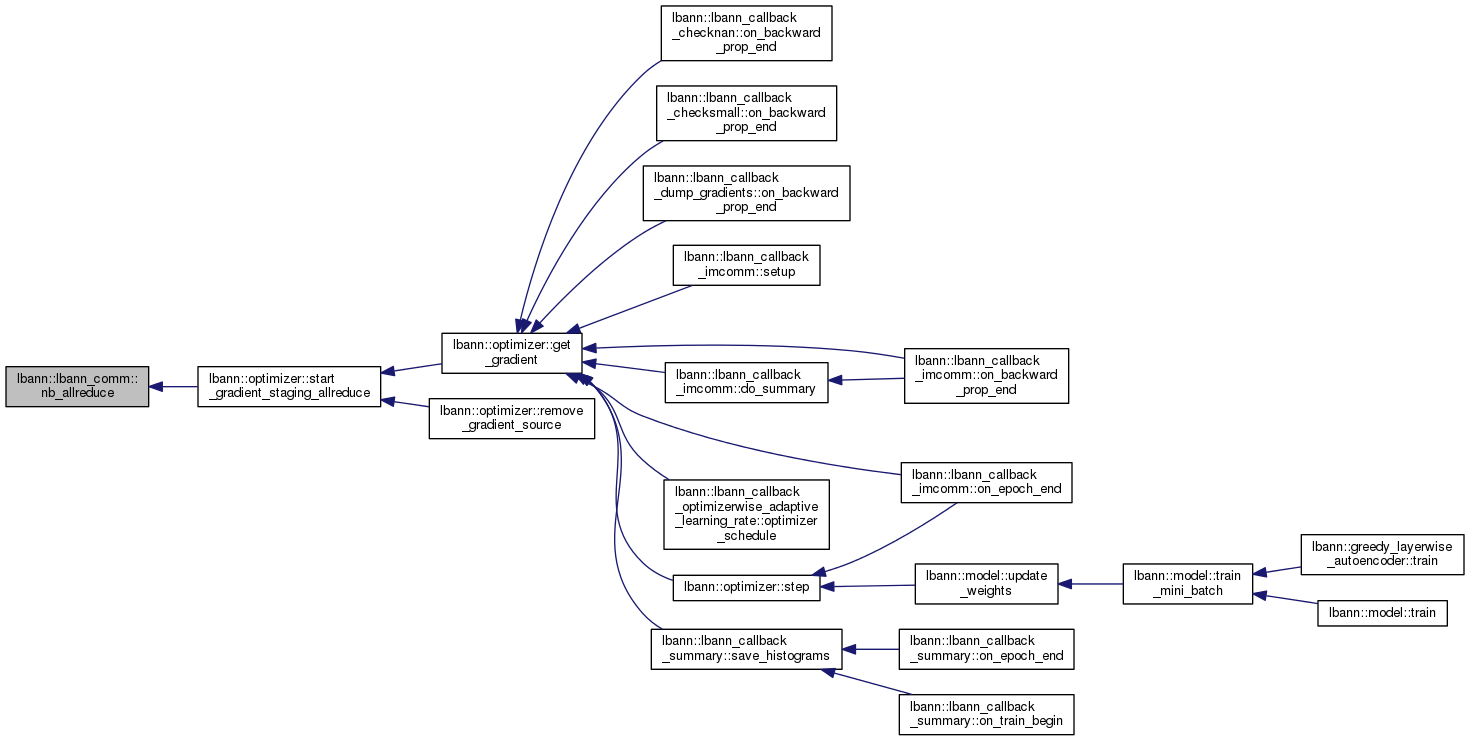 lbann::lbann_comm::
nb_allreduce
lbann::optimizer::start
_gradient_staging_allreduce
lbann::optimizer::get
_gradient
lbann::optimizer::remove
_gradient_source
lbann::lbann_callback
_checknan::on_backward
_prop_end
lbann::lbann_callback
_checksmall::on_backward
_prop_end
lbann::lbann_callback
_dump_gradients::on_backward
_prop_end
lbann::lbann_callback
_imcomm::setup
lbann::lbann_callback
_imcomm::do_summary
lbann::lbann_callback
_imcomm::on_backward
_prop_end
lbann::lbann_callback
_imcomm::on_epoch_end
lbann::lbann_callback
_optimizerwise_adaptive
_learning_rate::optimizer
_schedule
lbann::optimizer::step
lbann::model::update
_weights
lbann::model::train
_mini_batch
lbann::greedy_layerwise
_autoencoder::train
lbann::model::train
lbann::lbann_callback
_summary::save_histograms
lbann::lbann_callback
_summary::on_epoch_end
lbann::lbann_callback
_summary::on_train_begin